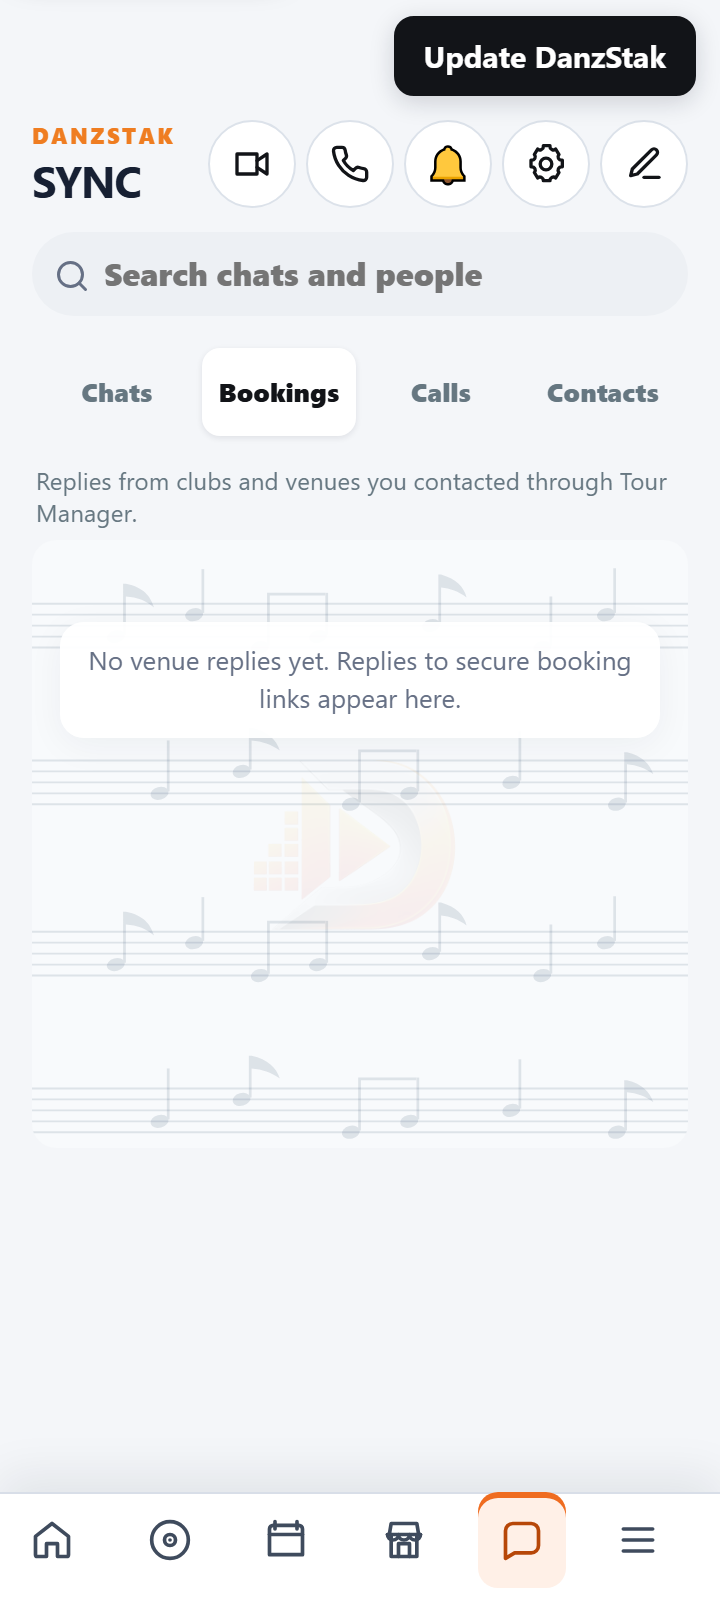 Update DanzStak
DANZSTAK
SYNC
Search chats and people
Chats
Bookings
Calls
Contacts
Replies from clubs and venues you contacted through Tour
Manager.
No venue replies yet. Replies to secure booking
links appear here.